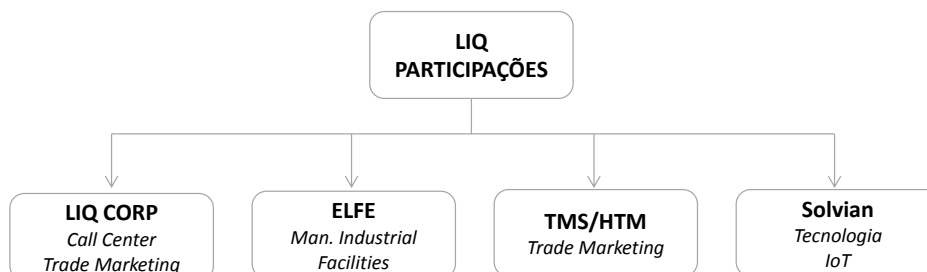 LIQ
PARTICIPAÇÕES
LIQ CORP
Call Center
Trade Marketing
ELFE
Man. Industrial
Facilities
TMS/HTM
Trade Marketing
Solvian
Tecnologia
IoT